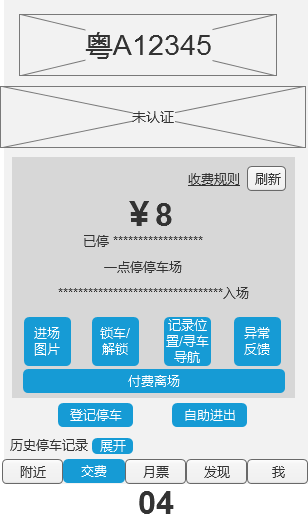 粤A12345
未认证
收费规则 刷新
¥ 8
已停 ******************
一点停停车场
*********************************入场
进场图片 锁车/解锁 记录位置/寻车导航 异常反馈
付费离场
登记停车 自助进出
历史停车记录 展开
附近 交费 月票 发现 我
04